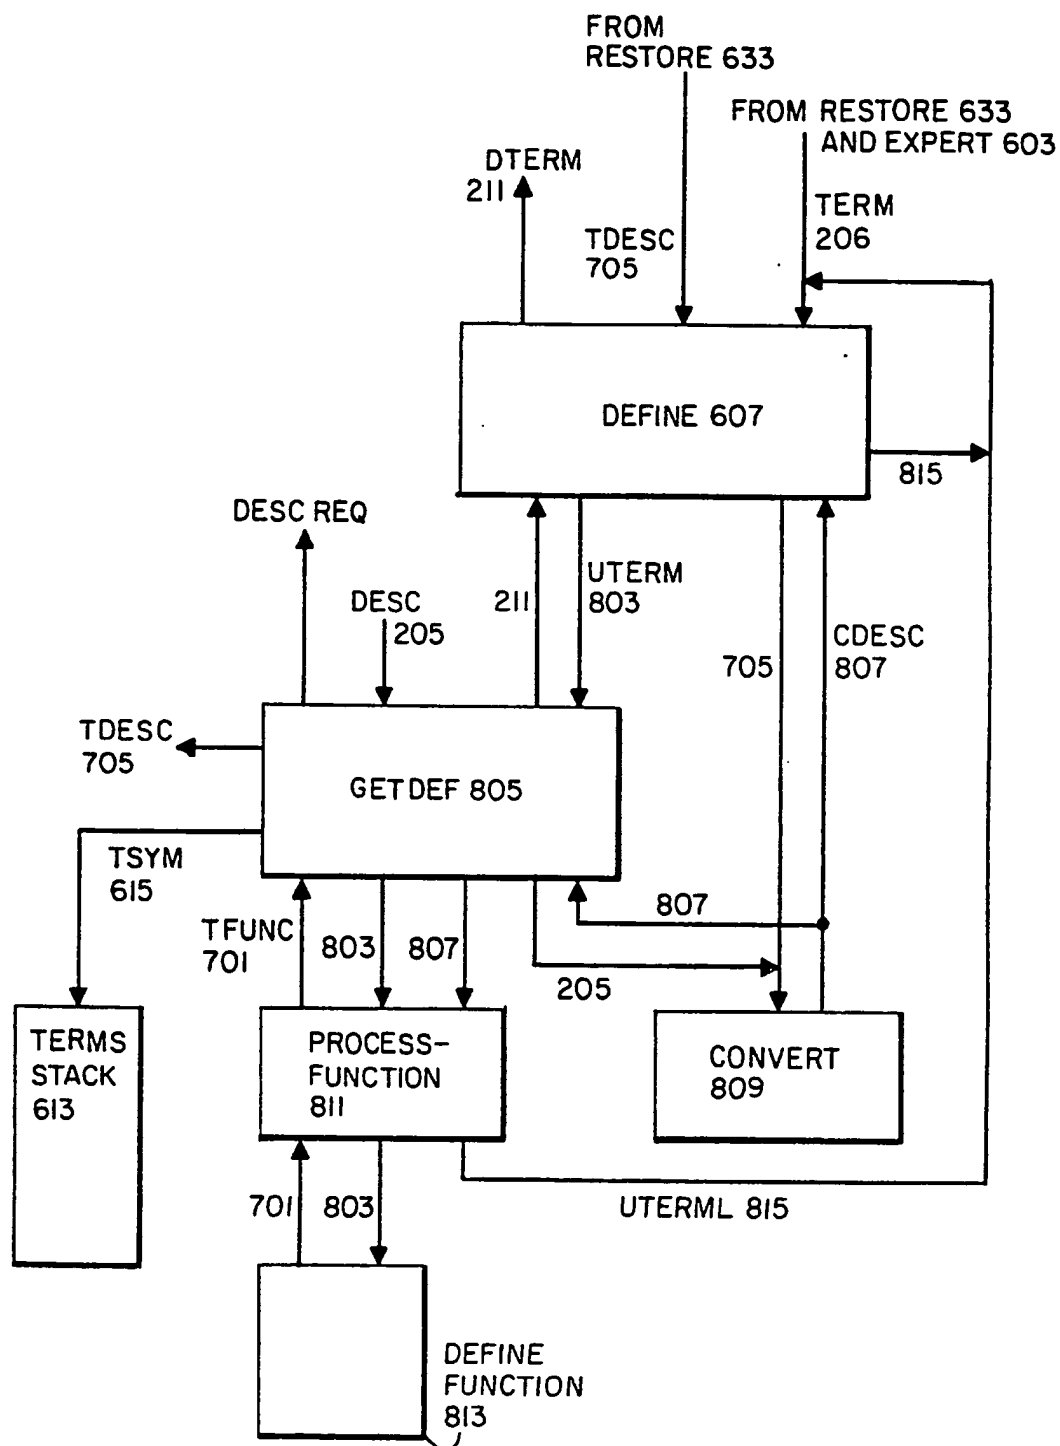 FROM
RESTORE 633
FROM RESTORE 633
AND EXPERT 603
DTERM
211
TERM
206
TDESC
705
DEFINE 607
815
DESC REQ
UTERM
803
DESC
205
211
CDESC
807
705
TDESC
705
GETDEF 805
TSYM
615
807
TFUNC
701
803
807
205
TERMS
STACK
613
PROCESS-
FUNCTION
811
CONVERT
809
701
803
UTERML 815
DEFINE
FUNCTION
813